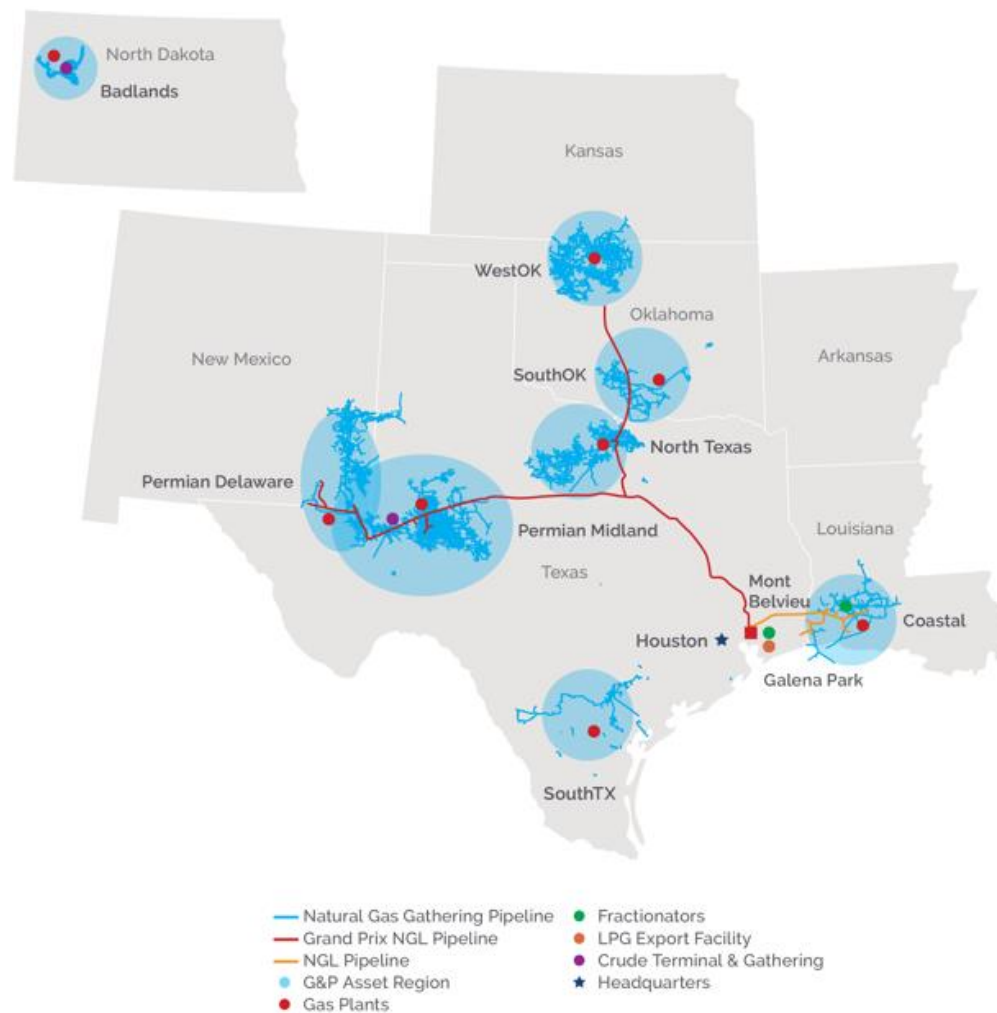 North Dakota
Badlands
Kansas
WestOK
Oklahoma
New Mexico
Arkansas
SouthOK
North Texas
Permian Delaware
Permian Midland
Louisiana
Texas
Mont
Belvieu
Coastal
Houston
Galena Park
SouthTX
Natural Gas Gathering Pipeline
Grand Prix NGL Pipeline
NGL Pipeline
G&P Asset Region
Gas Plants
Fractionators
LPG Export Facility
Crude Terminal & Gathering
Headquarters